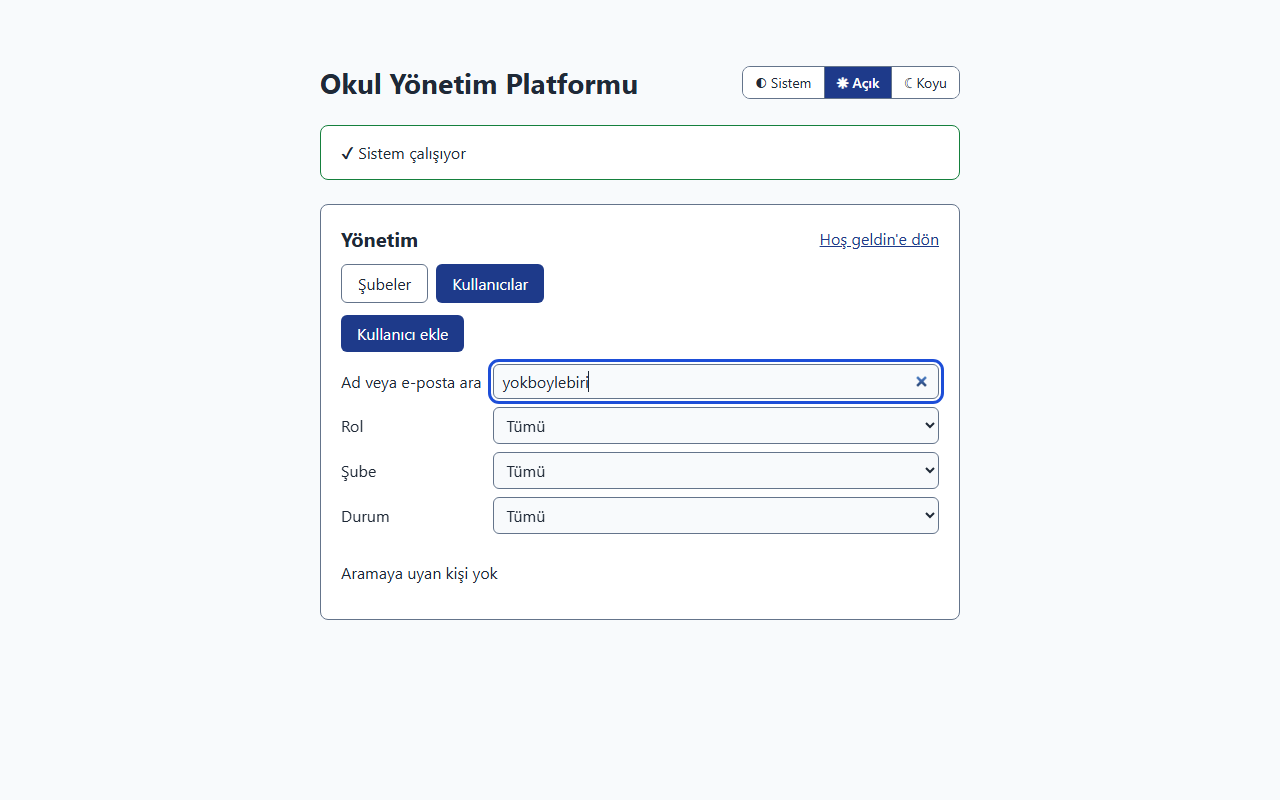 Okul Yönetim Platformu
◐ Sistem
❋ Açık
☾ Koyu
✓ Sistem çalışıyor
Yönetim
Hoş geldin'e dön
Şubeler
Kullanıcılar
Kullanıcı ekle
Ad veya e-posta ara
yokboylebiri
Rol
Tümü
Şube
Tümü
Durum
Tümü
Aramaya uyan kişi yok